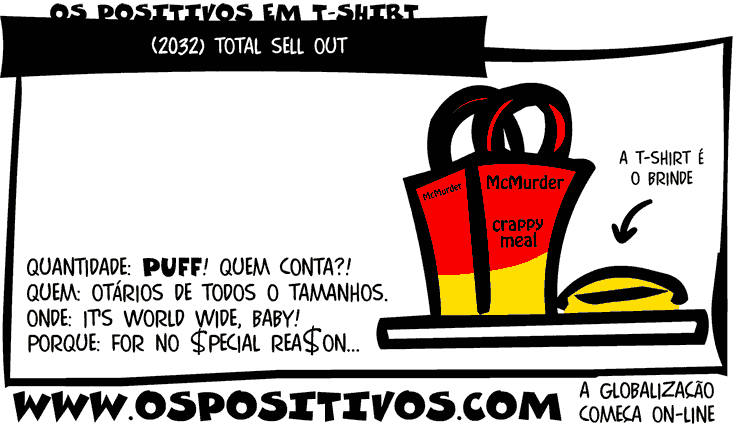 OS POSITIVOS EM T-SHIRT
(2032) TOTAL SELL OUT
A T-SHIRT É
O BRINDE
McMurder
McMurder
crappy
meal
QUANTIDADE: PUFF! QUEM CONTA?!
QUEM: OTÁRIOS DE TODOS O TAMANHOS.
ONDE: IT'S WORLD WIDE, BABY!
PORQUE: FOR NO $PECIAL REA$ON...
WWW.OSPOSITIVOS.COM
A GLOBALIZAÇÃO
COMEÇA ON-LINE